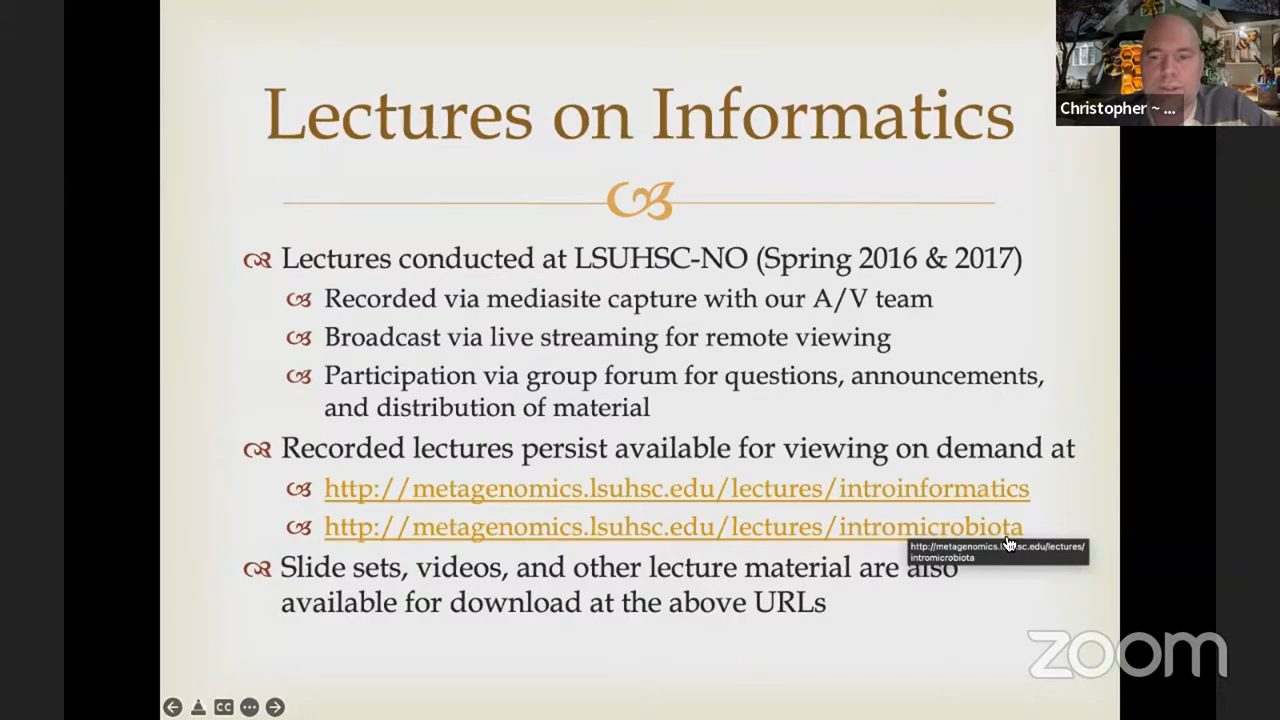 Lectures on Informatics
Lectures conducted at LSUHSC-NO (Spring 2016 & 2017)
Recorded via mediasite capture with our A/V team
Broadcast via live streaming for remote viewing
Participation via group forum for questions, announcements,
and distribution of material
Recorded lectures persist available for viewing on demand at
http://metagenomics.lsuhsc.edu/lectures/introinformatics
http://metagenomics.lsuhsc.edu/lectures/intromicrobiota
http://metagenomics.lsuhsc.edu/lectures/
intromicrobiota
Slide sets, videos, and other lecture material are also
available for download at the above URLs
Christopher ~ ...
CC
zoom